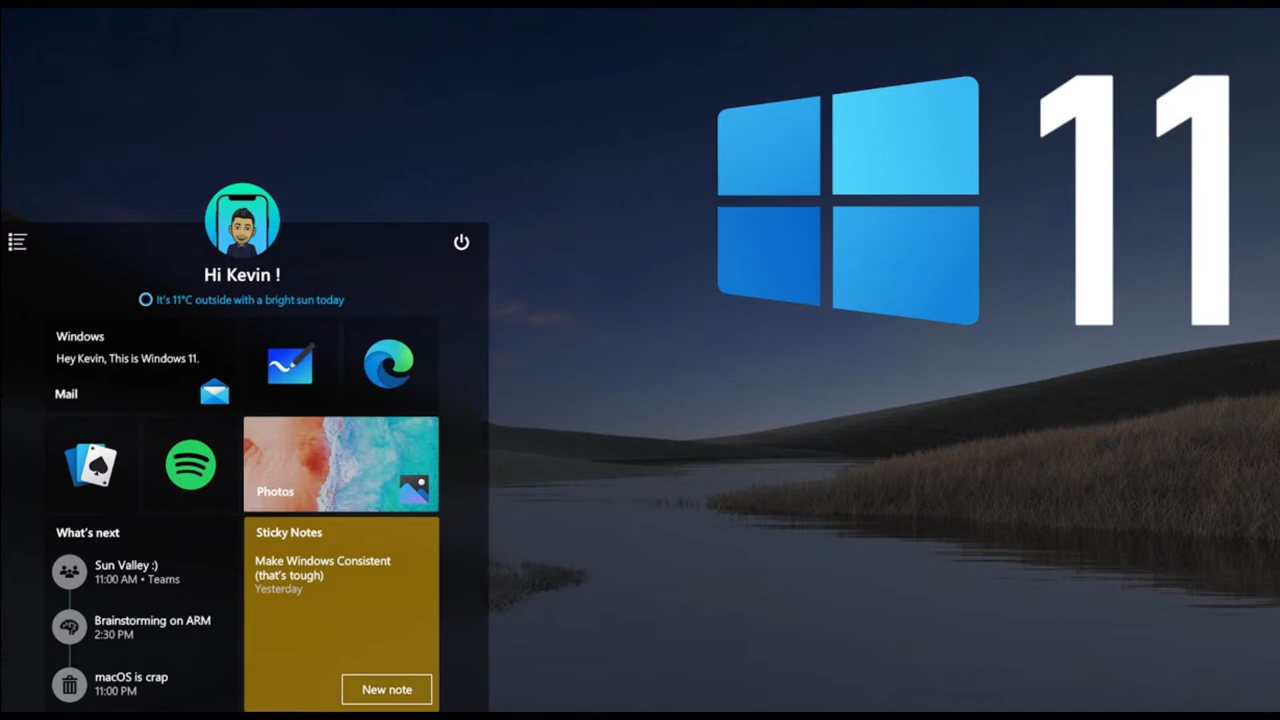 11
Hi Kevin !
It's 11°C outside with a bright sun today
Windows
Hey Kevin, This is Windows 11.
Mail
Photos
What's next
Sun Valley :)
11:00 AM • Teams
Brainstorming on ARM
2:30 PM
macOS is crap
11:00 PM
Sticky Notes
Make Windows Consistent
(that's tough)
Yesterday
New note